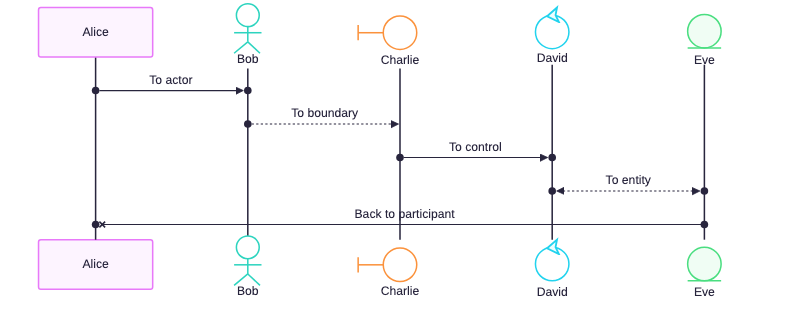 Alice
Bob
Charlie
David
Eve
To actor
To boundary
To control
To entity
Back to participant
Alice
Bob
Charlie
David
Eve